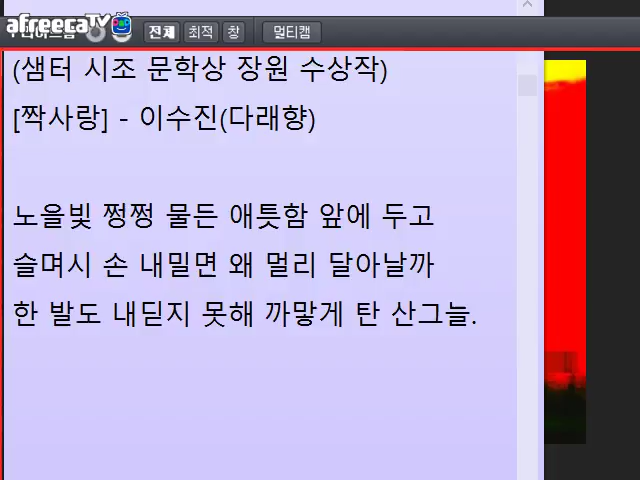 afreecaTV
전체 최적 창 멀티캠
(샘터 시조 문학상 장원 수상작)
[짝사랑] - 이수진(다래향)
노을빛 쩡쩡 물든 애틋함 앞에 두고
슬며시 손 내밀면 왜 멀리 달아날까
한 발도 내딛지 못해 까맣게 탄 산그늘.